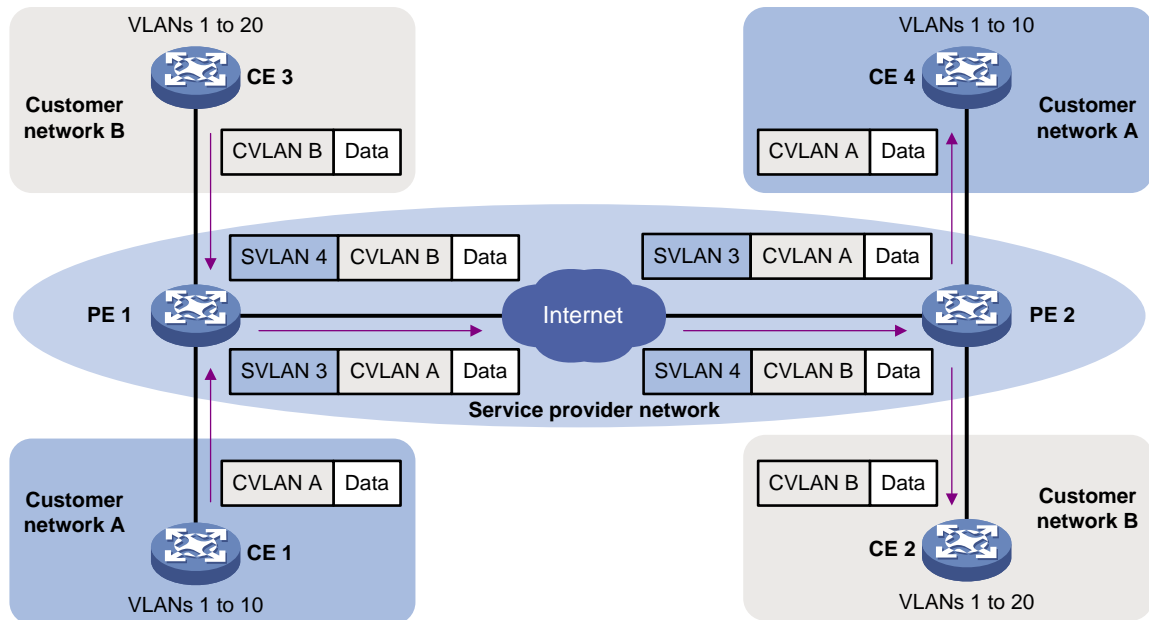 VLANs 1 to 20
CE 3
Customer
network B
CVLAN B Data
VLANs 1 to 10
CE 4
Customer
network A
CVLAN A Data
SVLAN 4 CVLAN B Data
SVLAN 3 CVLAN A Data
PE 1
Internet
PE 2
SVLAN 3 CVLAN A Data
SVLAN 4 CVLAN B Data
Service provider network
CVLAN A Data
Customer
network A
CE 1
VLANs 1 to 10
CVLAN B Data
Customer
network B
CE 2
VLANs 1 to 20